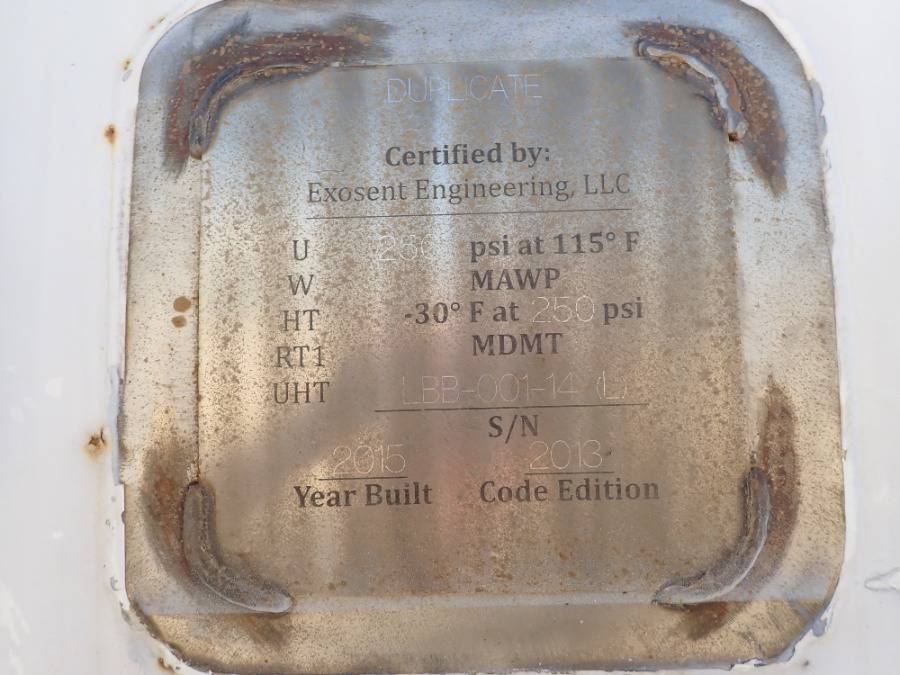 DUPLICATE
Certified by:
Exosent Engineering, LLC
U 250 psi at 115° F
W MAWP
HT -30° F at 250 psi
RT1 MDMT
UHT LBB-001-14 (L)
S/N
2015 2013
Year Built Code Edition